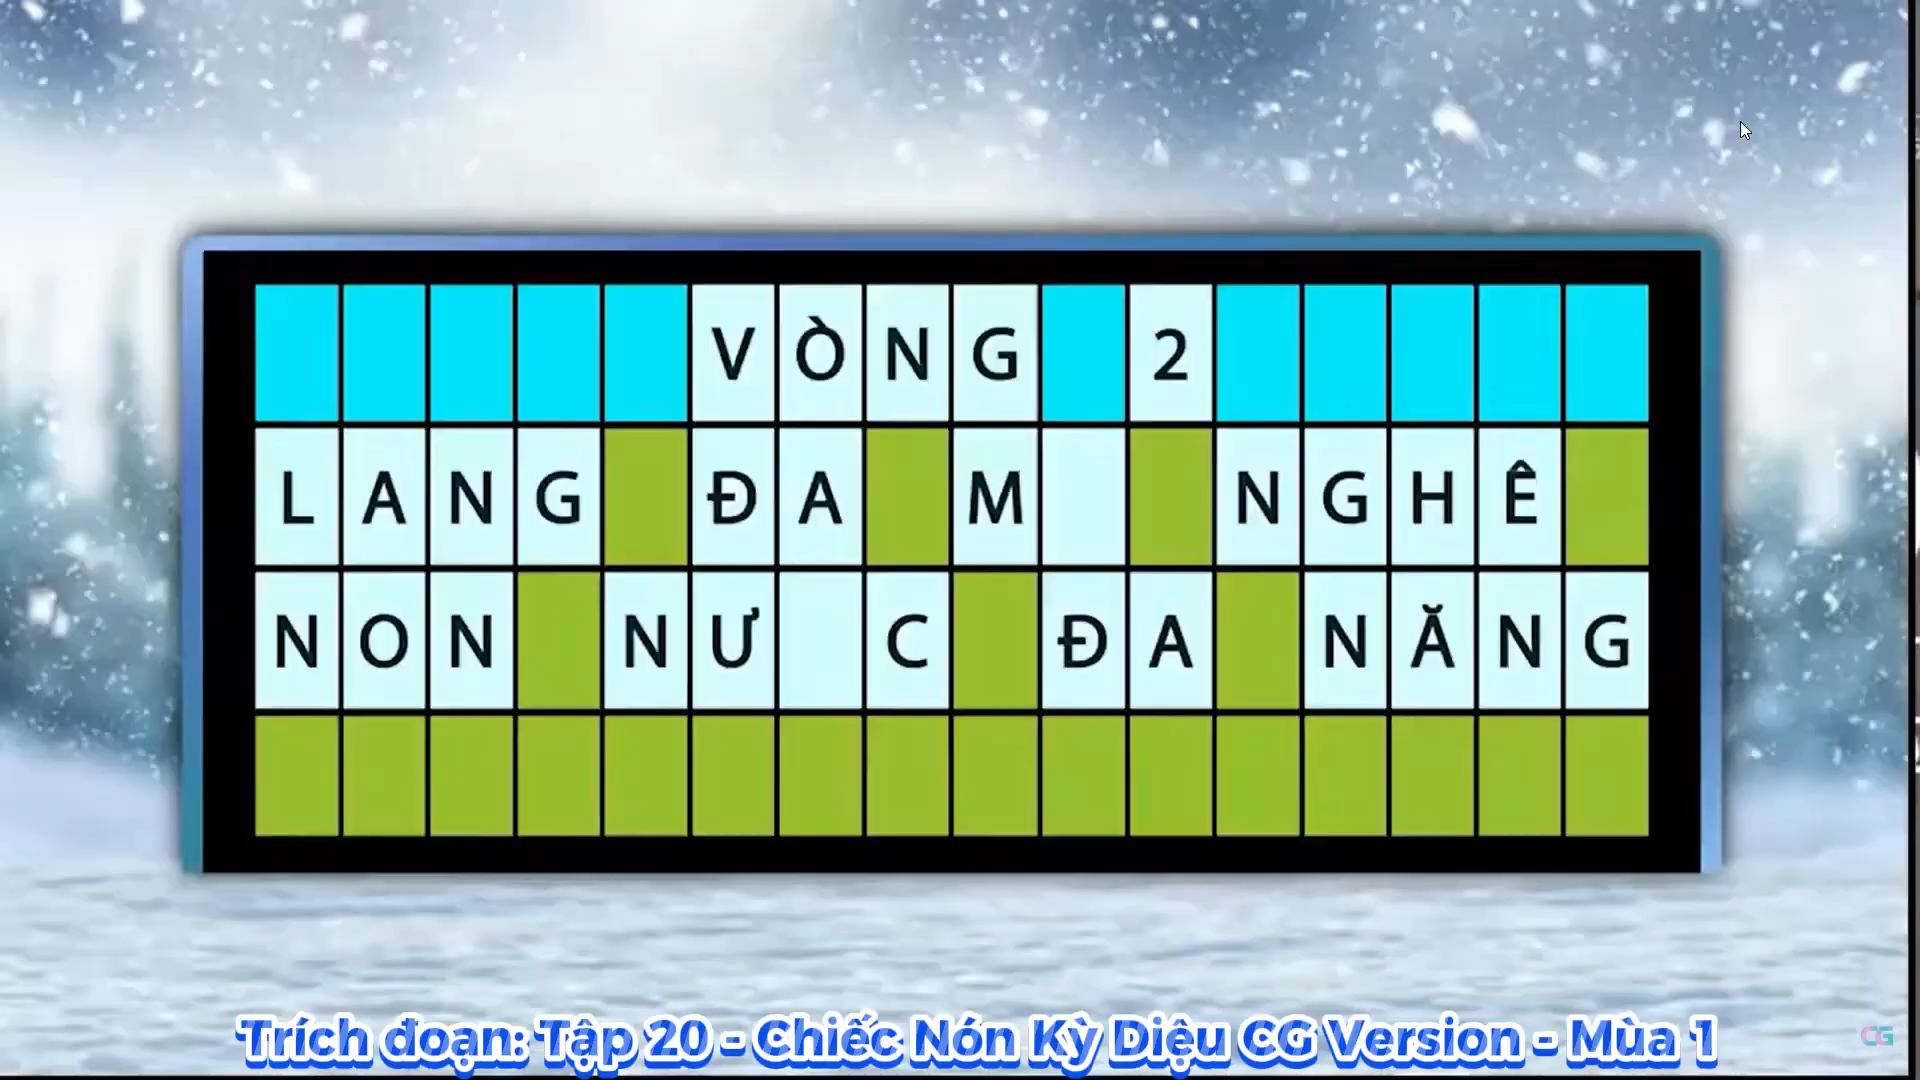 VÒNG 2
LANG ĐA M NGHÊ
NON NƯ C ĐA NĂNG
Trích đoạn: Tập 20 - Chiếc Nón Kỳ Diệu CG Version - Mùa 1
CG